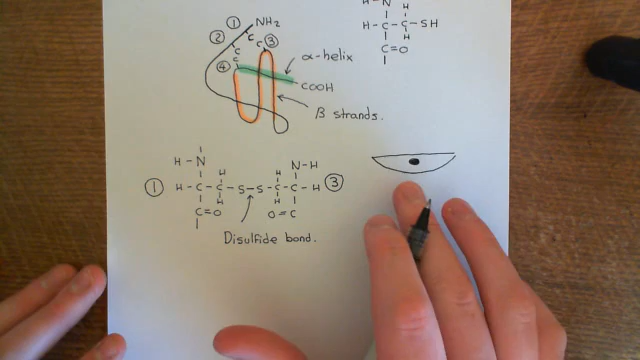 ① NH₂
② C C ③
C
④ C
α-helix
COOH
β strands.
H-N
H
H-C-C-SH
H
C=O
H-N H N-H
① H-C-C-S-S-C-C-H ③
H H
C=O O=C
Disulfide bond.